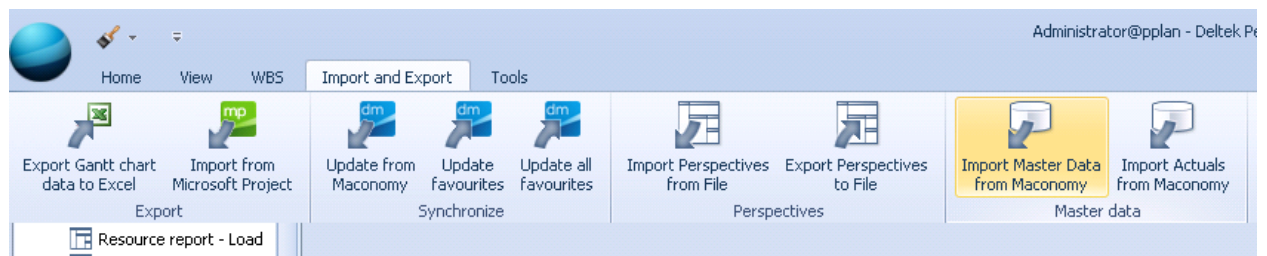 Administrator@pplan - Deltek Pe
Home View WBS Import and Export Tools
mp dm dm dm
Export Gantt chart Import from Update from Update Update all Import Perspectives Export Perspectives Import Master Data Import Actuals
data to Excel Microsoft Project Maconomy favourites favourites from File to File from Maconomy from Maconomy
Export Synchronize Perspectives Master data
Resource report - Load